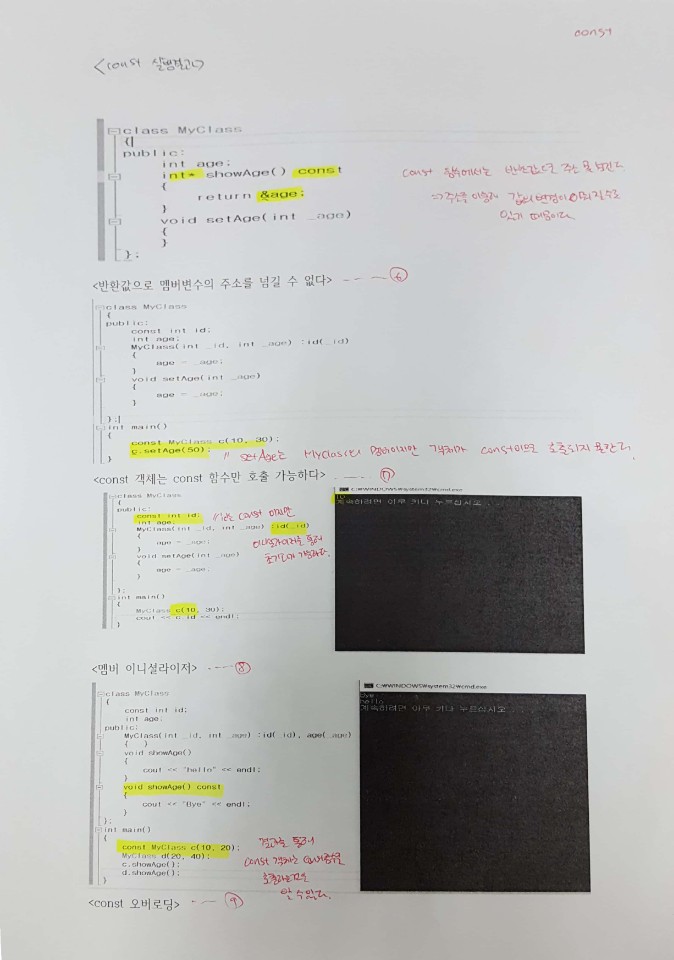 const
<const 실행결과>
class MyClass
{
public:
int age;
int* showAge() const
{
return &age;
}
void setAge(int _age)
{
}
};
const 함수에서는 반환값으로 주소 못 넘긴다
⇒ 주소를 이용해 값의 변경이 이뤄질 수도
있기 때문이다
<반환값으로 멤버변수의 주소를 넘길 수 없다> ---- ⑥
class MyClass
{
public:
const int id;
int age;
MyClass(int _id, int _age) :id(_id)
{
age = _age;
}
void setAge(int _age)
{
age = _age;
}
};
int main()
{
const MyClass c(10, 30);
c.setAge(50); // setAge는 MyClass의 멤버이지만 객체가 const이므로 호출되지 못한다.
}
<const 객체는 const 함수만 호출 가능하다> ---- ⑦
class MyClass
{
public:
const int id; //id는 const 이지만
int age;
MyClass(int _id, int _age) :id(_id)
{
age = _age;
이니셜라이저를 통해
초기화가 가능하다.
}
void setAge(int _age)
{
age = _age;
}
};
int main()
{
MyClass c(10, 30);
cout << c.id << endl;
}
C:\WINDOWS\system32\cmd.exe
10
계속하려면 아무 키나 누르십시오
<멤버 이니셜라이저> ---- ⑧
class MyClass
{
const int id;
int age;
public:
MyClass(int _id, int _age) :id(_id), age(_age)
{ }
void showAge()
{
cout << "hello" << endl;
}
void showAge() const
{
cout << "Bye" << endl;
}
};
int main()
{
const MyClass c(10, 20);
MyClass d(20, 40);
c.showAge();
d.showAge();
}
결과를 통해
const 객체는
호출
알 수 있다.
C:\WINDOWS\system32\cmd.exe
Bye
hello
계속하려면 아무 키나 누르십시오
<const 오버로딩> ---- ⑨